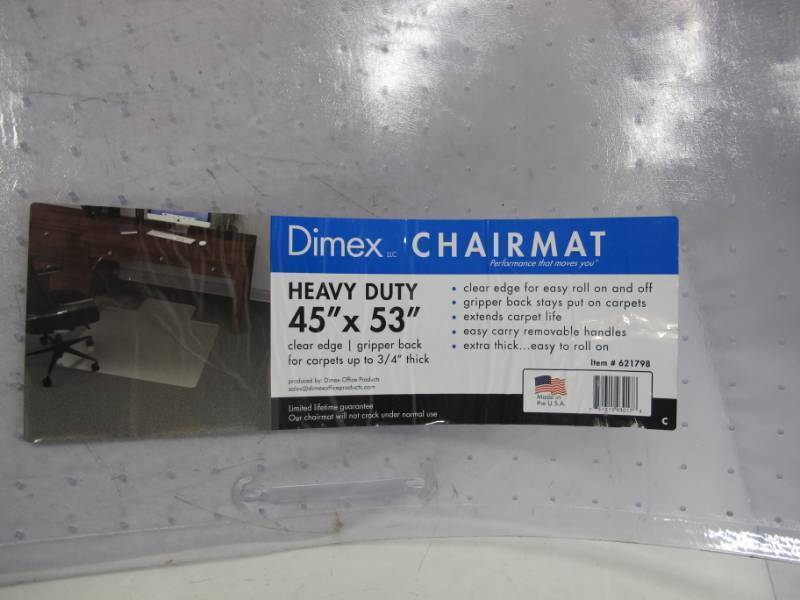 Dimex LLC CHAIRMAT
Performance that moves you"
HEAVY DUTY
45" x 53"
clear edge | gripper back
for carpets up to 3/4" thick
produced by: Dimex Office Products
sales@dimexofficeproducts.com
Limited lifetime guarantee
Our chairmat will not crack under normal use
• clear edge for easy roll on and off
• gripper back stays put on carpets
• extends carpet life
• easy carry removable handles
• extra thick...easy to roll on
Item # 621798
Made in
the U.S.A.
C